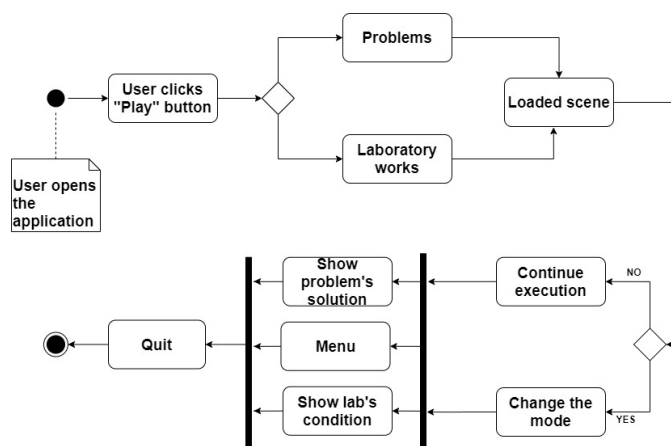 Problems
User clicks
"Play" button
Loaded scene
Laboratory
works
User opens
the
application
Show
problem's
solution
Continue
execution
NO
Quit
Menu
Show lab's
condition
Change the
mode
YES